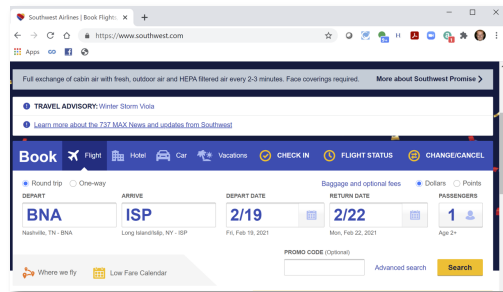 Southwest Airlines | Book Flights
https://www.southwest.com
Apps
Full exchange of cabin air with fresh, outdoor air and HEPA filtered air every 2-3 minutes. Face coverings required. More about Southwest Promise
TRAVEL ADVISORY: Winter Storm Viola
Learn more about the 737 MAX News and updates from Southwest
Book Flight Hotel Car Vacations CHECK IN FLIGHT STATUS CHANGE/CANCEL
Round trip One-way Baggage and optional fees Dollars Points
DEPART ARRIVE DEPART DATE RETURN DATE PASSENGERS
BNA ISP 2/19 2/22 1
Nashville, TN - BNA Long Island/Islip, NY - ISP Fri, Feb 19, 2021 Mon, Feb 22, 2021 Age 2+
PROMO CODE (Optional)
Where we fly Low Fare Calendar Advanced search Search